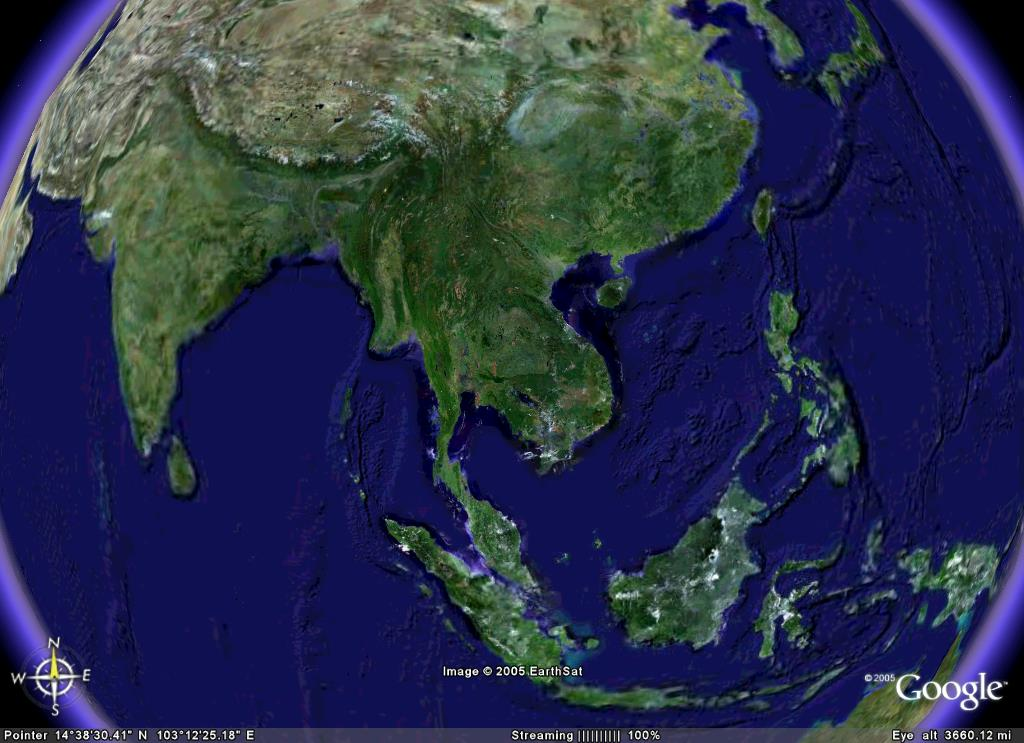 N
W E
S
Image © 2005 EarthSat
© 2005 Google™
Pointer 14°38'30.41" N 103°12'25.18" E Streaming |||||||||| 100% Eye alt 3660.12 mi